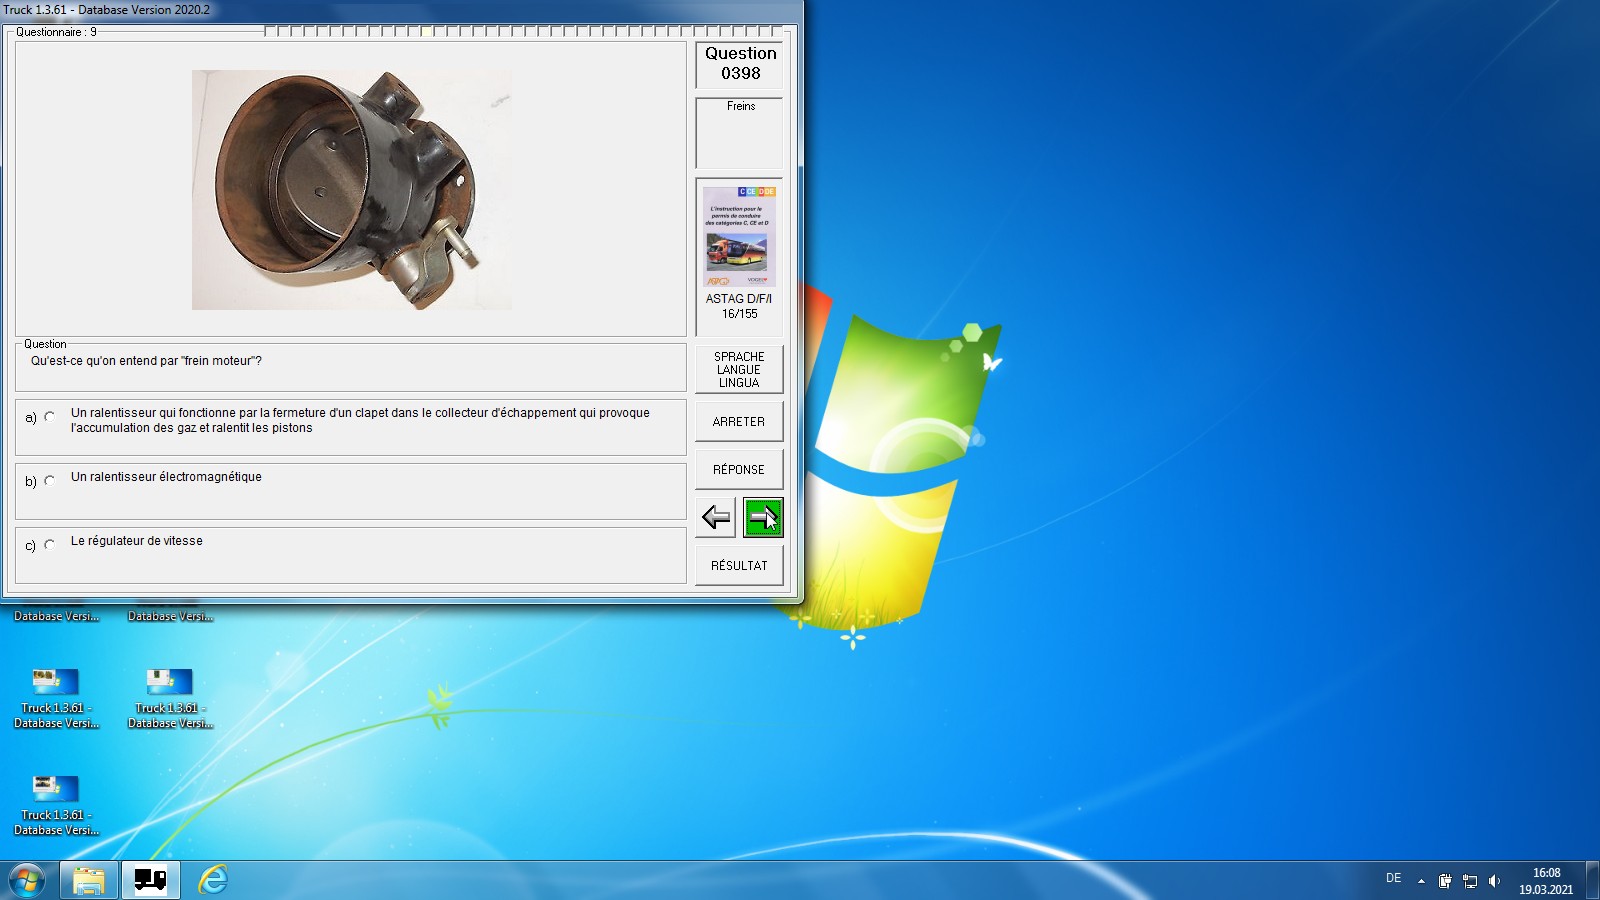 Truck 1.3.61 - Database Version 2020.2
Questionnaire : 9
Question
0398
Freins
C CE D DE
L'instruction pour le
permis de conduire
des catégories C, CE et D
ASTAG D/F/I
16/155
Question
Qu'est-ce qu'on entend par "frein moteur"?
a)
Un ralentisseur qui fonctionne par la fermeture d'un clapet dans le collecteur d'échappement qui provoque
l'accumulation des gaz et ralentit les pistons
b)
Un ralentisseur électromagnétique
c)
Le régulateur de vitesse
SPRACHE
LANGUE
LINGUA
ARRETER
RÉPONSE
RÉSULTAT
Database Versi...
Database Versi...
Truck 1.3.61 -
Database Versi...
Truck 1.3.61 -
Database Versi...
Truck 1.3.61 -
Database Versi...
DE
16:08
19.03.2021